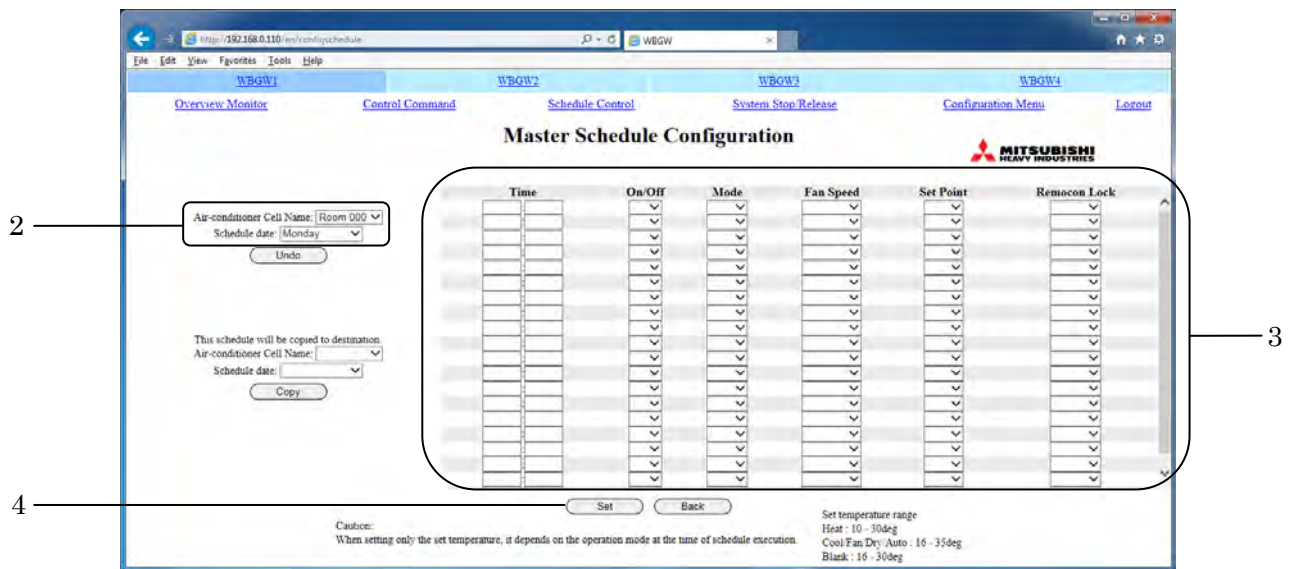 http://192.168.0.110/en/configschedule
WBGW
File Edit View Favorites Tools Help
WBGW1 WBGW2 WBGW3 WBGW4
Overview Monitor Control Command Schedule Control System Stop/Release Configuration Menu Logout
Master Schedule Configuration
MITSUBISHI
HEAVY INDUSTRIES
Time On/Off Mode Fan Speed Set Point Remocon Lock
2
Air-conditioner Cell Name: Room 000
Schedule date: Monday
Undo
3
This schedule will be copied to destination
Air-conditioner Cell Name:
Schedule date:
Copy
4
Set Back
Caution:
When setting only the set temperature, it depends on the operation mode at the time of schedule execution.
Set temperature range
Heat : 10 - 30deg
Cool/Fan/Dry/Auto : 16 - 35deg
Blank : 16 - 30deg